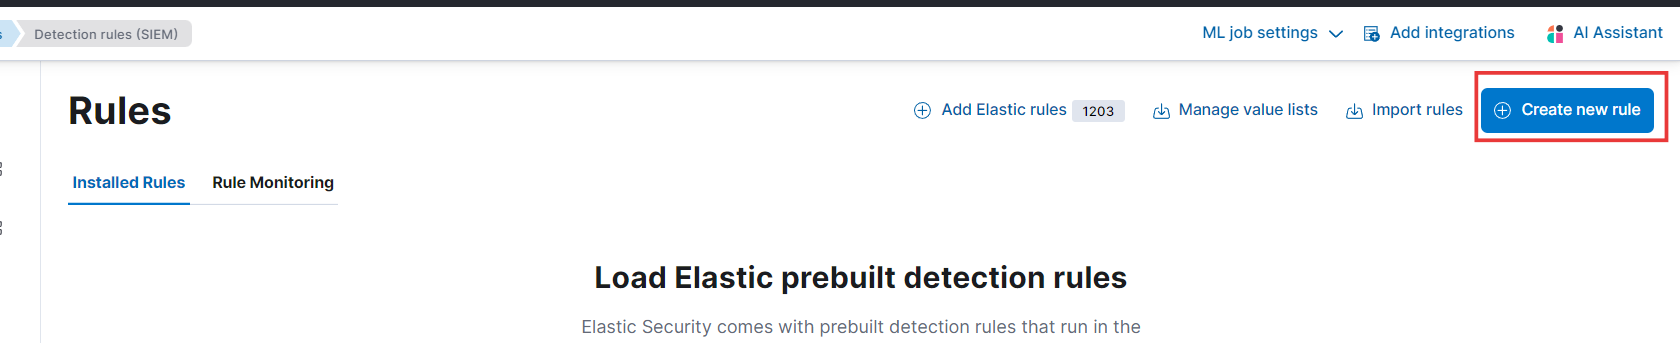 s
Detection rules (SIEM)
ML job settings
Add integrations
AI Assistant
Rules
Add Elastic rules 1203
Manage value lists
Import rules
Create new rule
Installed Rules
Rule Monitoring
Load Elastic prebuilt detection rules
Elastic Security comes with prebuilt detection rules that run in the